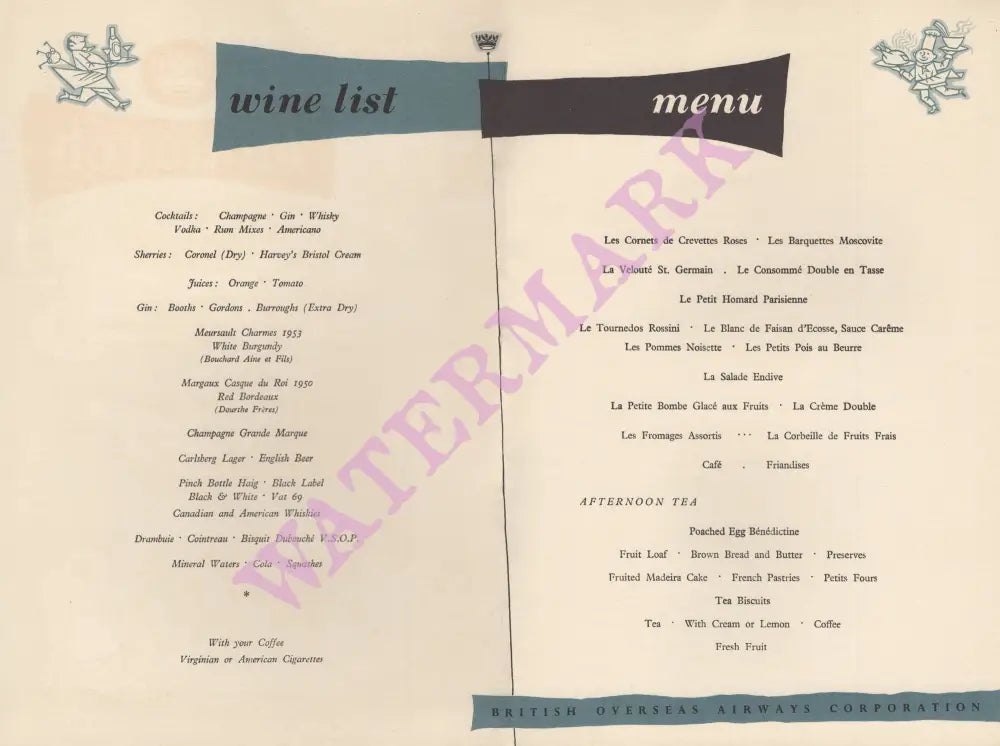 wine list
Cocktails: Champagne · Gin · Whisky
Vodka · Rum Mixes · Americano
Sherries: Coronel (Dry) · Harvey's Bristol Cream
Juices: Orange · Tomato
Gin: Booths · Gordons . Burroughs (Extra Dry)
Meursault Charmes 1953
White Burgundy
(Bouchard Aine et Fils)
Margaux Casque du Roi 1950
Red Bordeaux
(Dourthe Frères)
Champagne Grande Marque
Carlsberg Lager · English Beer
Pinch Bottle Haig · Black Label
Black & White · Vat 69
Canadian and American Whiskies
Drambuie · Cointreau · Bisquit Dubouché V.S.O.P.
Mineral Waters · Cola · Squashes
*
With your Coffee
Virginian or American Cigarettes
menu
Les Cornets de Crevettes Roses · Les Barquettes Moscovite
La Velouté St. Germain . Le Consommé Double en Tasse
Le Petit Homard Parisienne
Le Tournedos Rossini · Le Blanc de Faisan d'Ecosse, Sauce Carême
Les Pommes Noisette · Les Petits Pois au Beurre
La Salade Endive
La Petite Bombe Glacé aux Fruits · La Crème Double
Les Fromages Assortis ··· La Corbeille de Fruits Frais
Café . Friandises
AFTERNOON TEA
Poached Egg Bénédictine
Fruit Loaf · Brown Bread and Butter · Preserves
Fruited Madeira Cake · French Pastries · Petits Fours
Tea Biscuits
Tea · With Cream or Lemon · Coffee
Fresh Fruit
BRITISH OVERSEAS AIRWAYS CORPORATION
WATERMARK